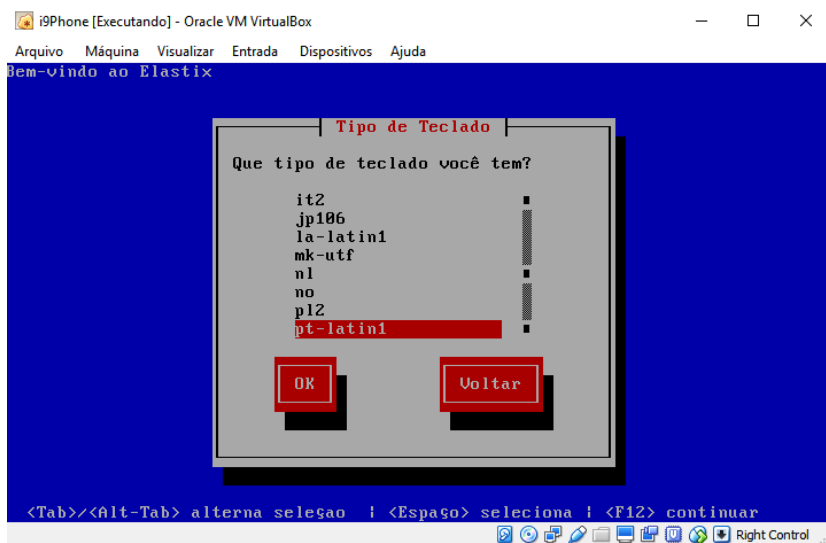 i9Phone [Executando] - Oracle VM VirtualBox
Arquivo Máquina Visualizar Entrada Dispositivos Ajuda
Bem-vindo ao Elastix
Tipo de Teclado
Que tipo de teclado você tem?
it2
jp106
la-latin1
mk-utf
nl
no
pl2
pt-latin1
OK Voltar
<Tab>/<Alt-Tab> alterna seleçao | <Espaço> seleciona | <F12> continuar
Right Control